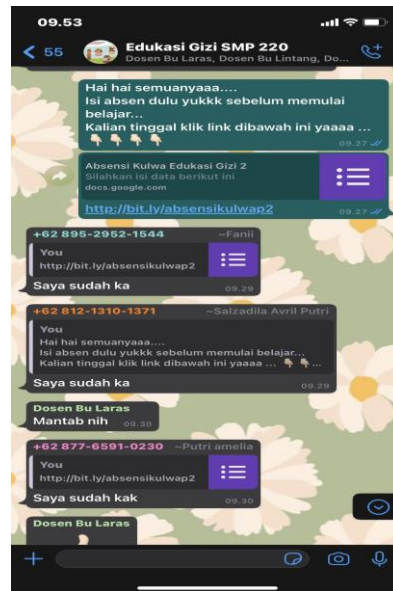 09.53
55
Edukasi Gizi SMP 220
Dosen Bu Laras, Dosen Bu Lintang, Do...
Hai hai semuanyaaa....
Isi absen dulu yukkk sebelum memulai
belajar...
Kalian tinggal klik link dibawah ini yaaaa ...
👇🏻 👇🏻 👇🏻 👇🏻
09.27
Absensi Kulwa Edukasi Gizi 2
Silahkan isi data berikut ini
docs.google.com
http://bit.ly/absensikulwap2
09.27
+62 895-2952-1544 ~Fanii
You
http://bit.ly/absensikulwap2
Saya sudah ka
09.29
+62 812-1310-1371 ~Salzadila Avril Putri
You
Hai hai semuanyaaa....
Isi absen dulu yukkk sebelum memulai belajar...
Kalian tinggal klik link dibawah ini yaaaa ... 👇🏻 👇🏻...
Saya sudah ka
09.29
Dosen Bu Laras
Mantab nih 09.30
+62 877-6591-0230 ~Putri amelia
You
http://bit.ly/absensikulwap2
Saya sudah kak
09.30
Dosen Bu Laras